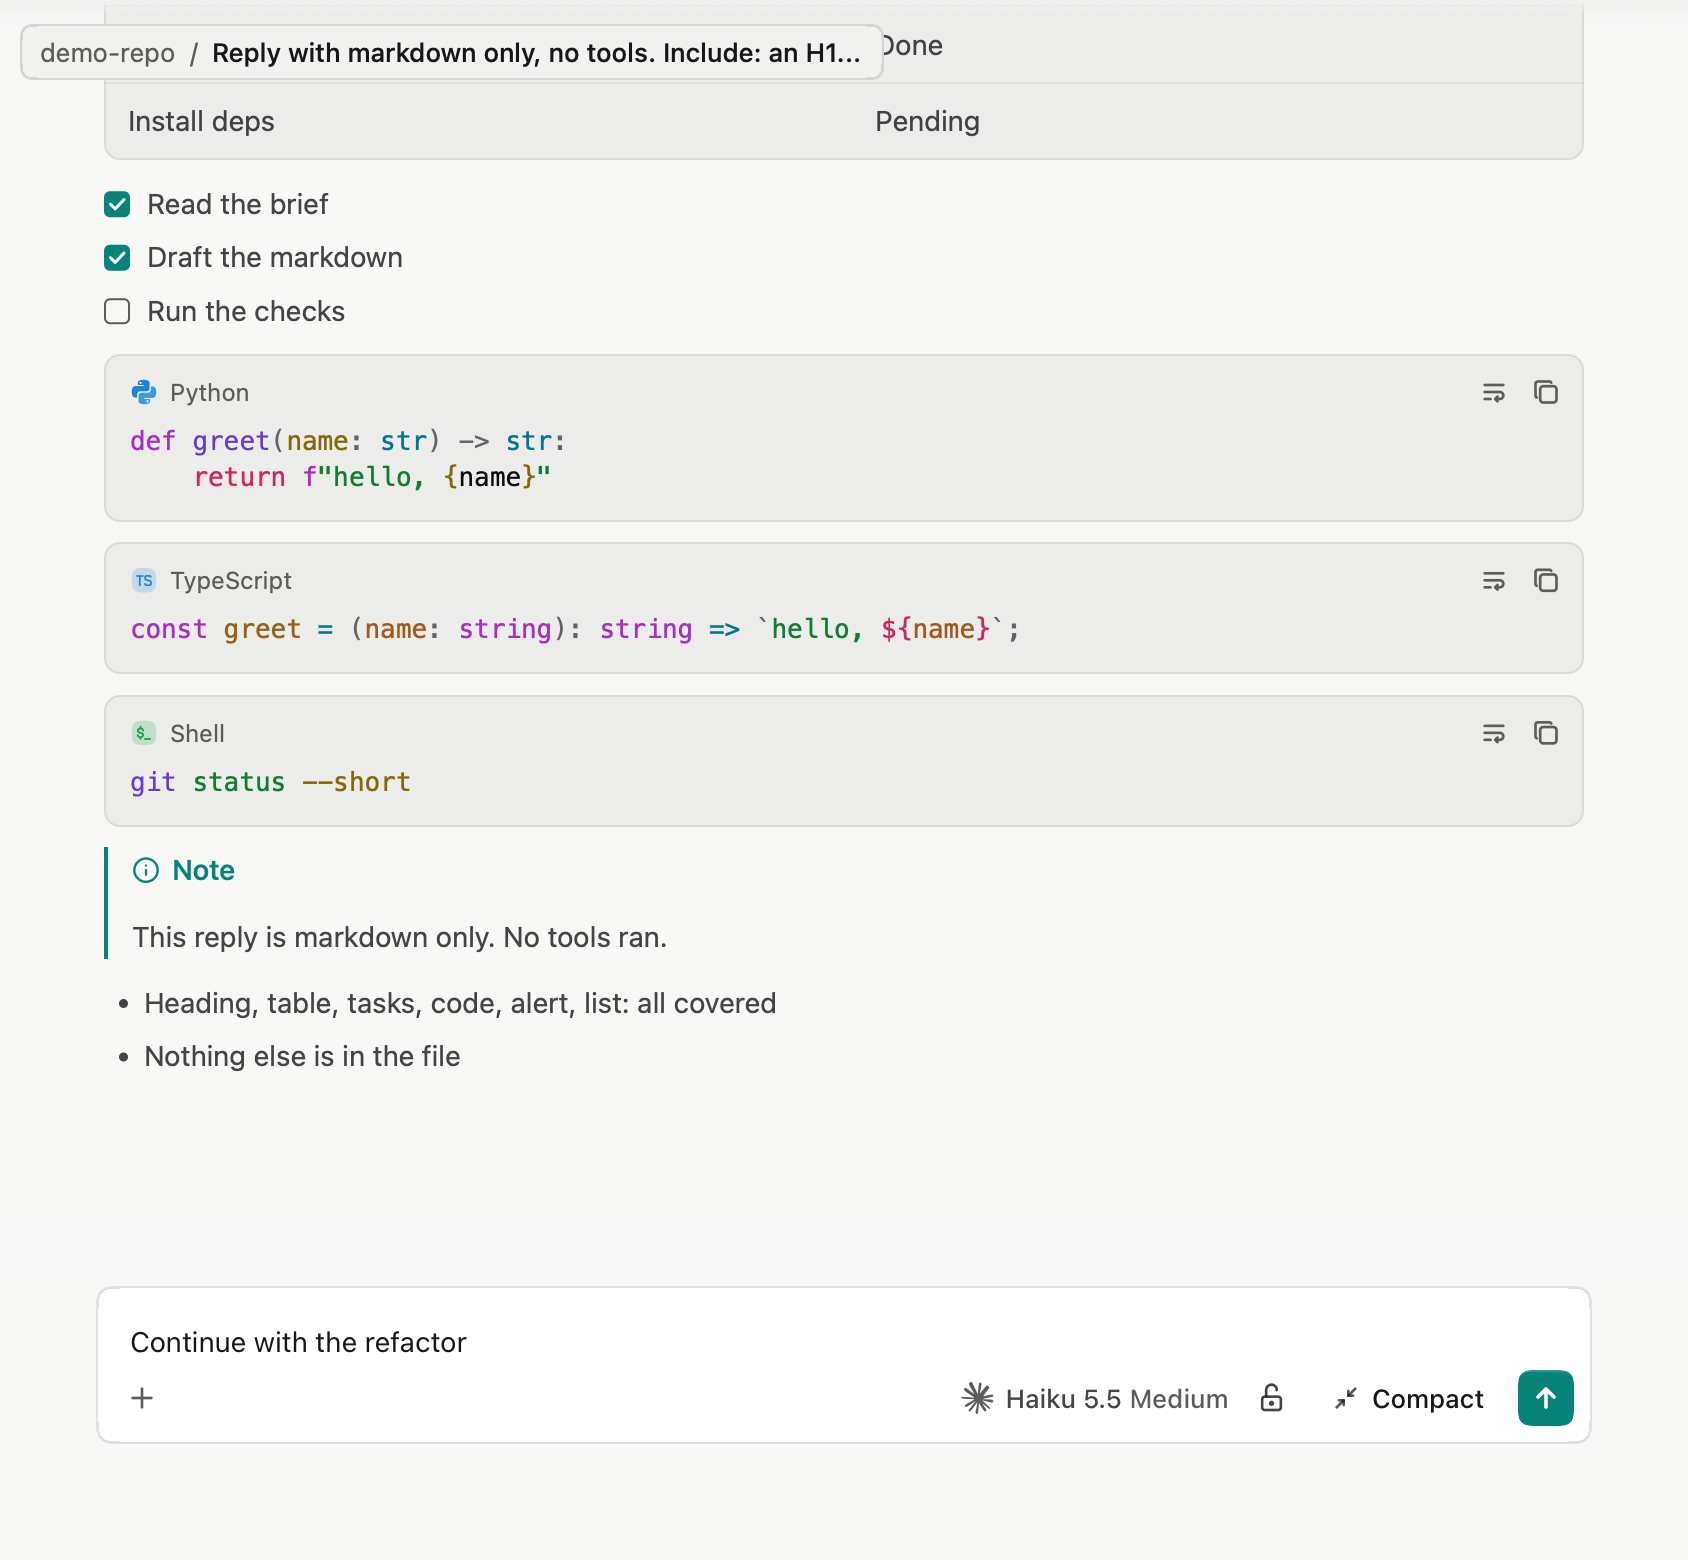 demo-repo / Reply with markdown only, no tools. Include: an H1...
Done
Install deps Pending
Read the brief
Draft the markdown
Run the checks
Python
def greet(name: str) -> str:
    return f"hello, {name}"
TS TypeScript
const greet = (name: string): string => `hello, ${name}`;
$_ Shell
git status --short
Note
This reply is markdown only. No tools ran.
• Heading, table, tasks, code, alert, list: all covered
• Nothing else is in the file
Continue with the refactor
Haiku 5.5 Medium Compact